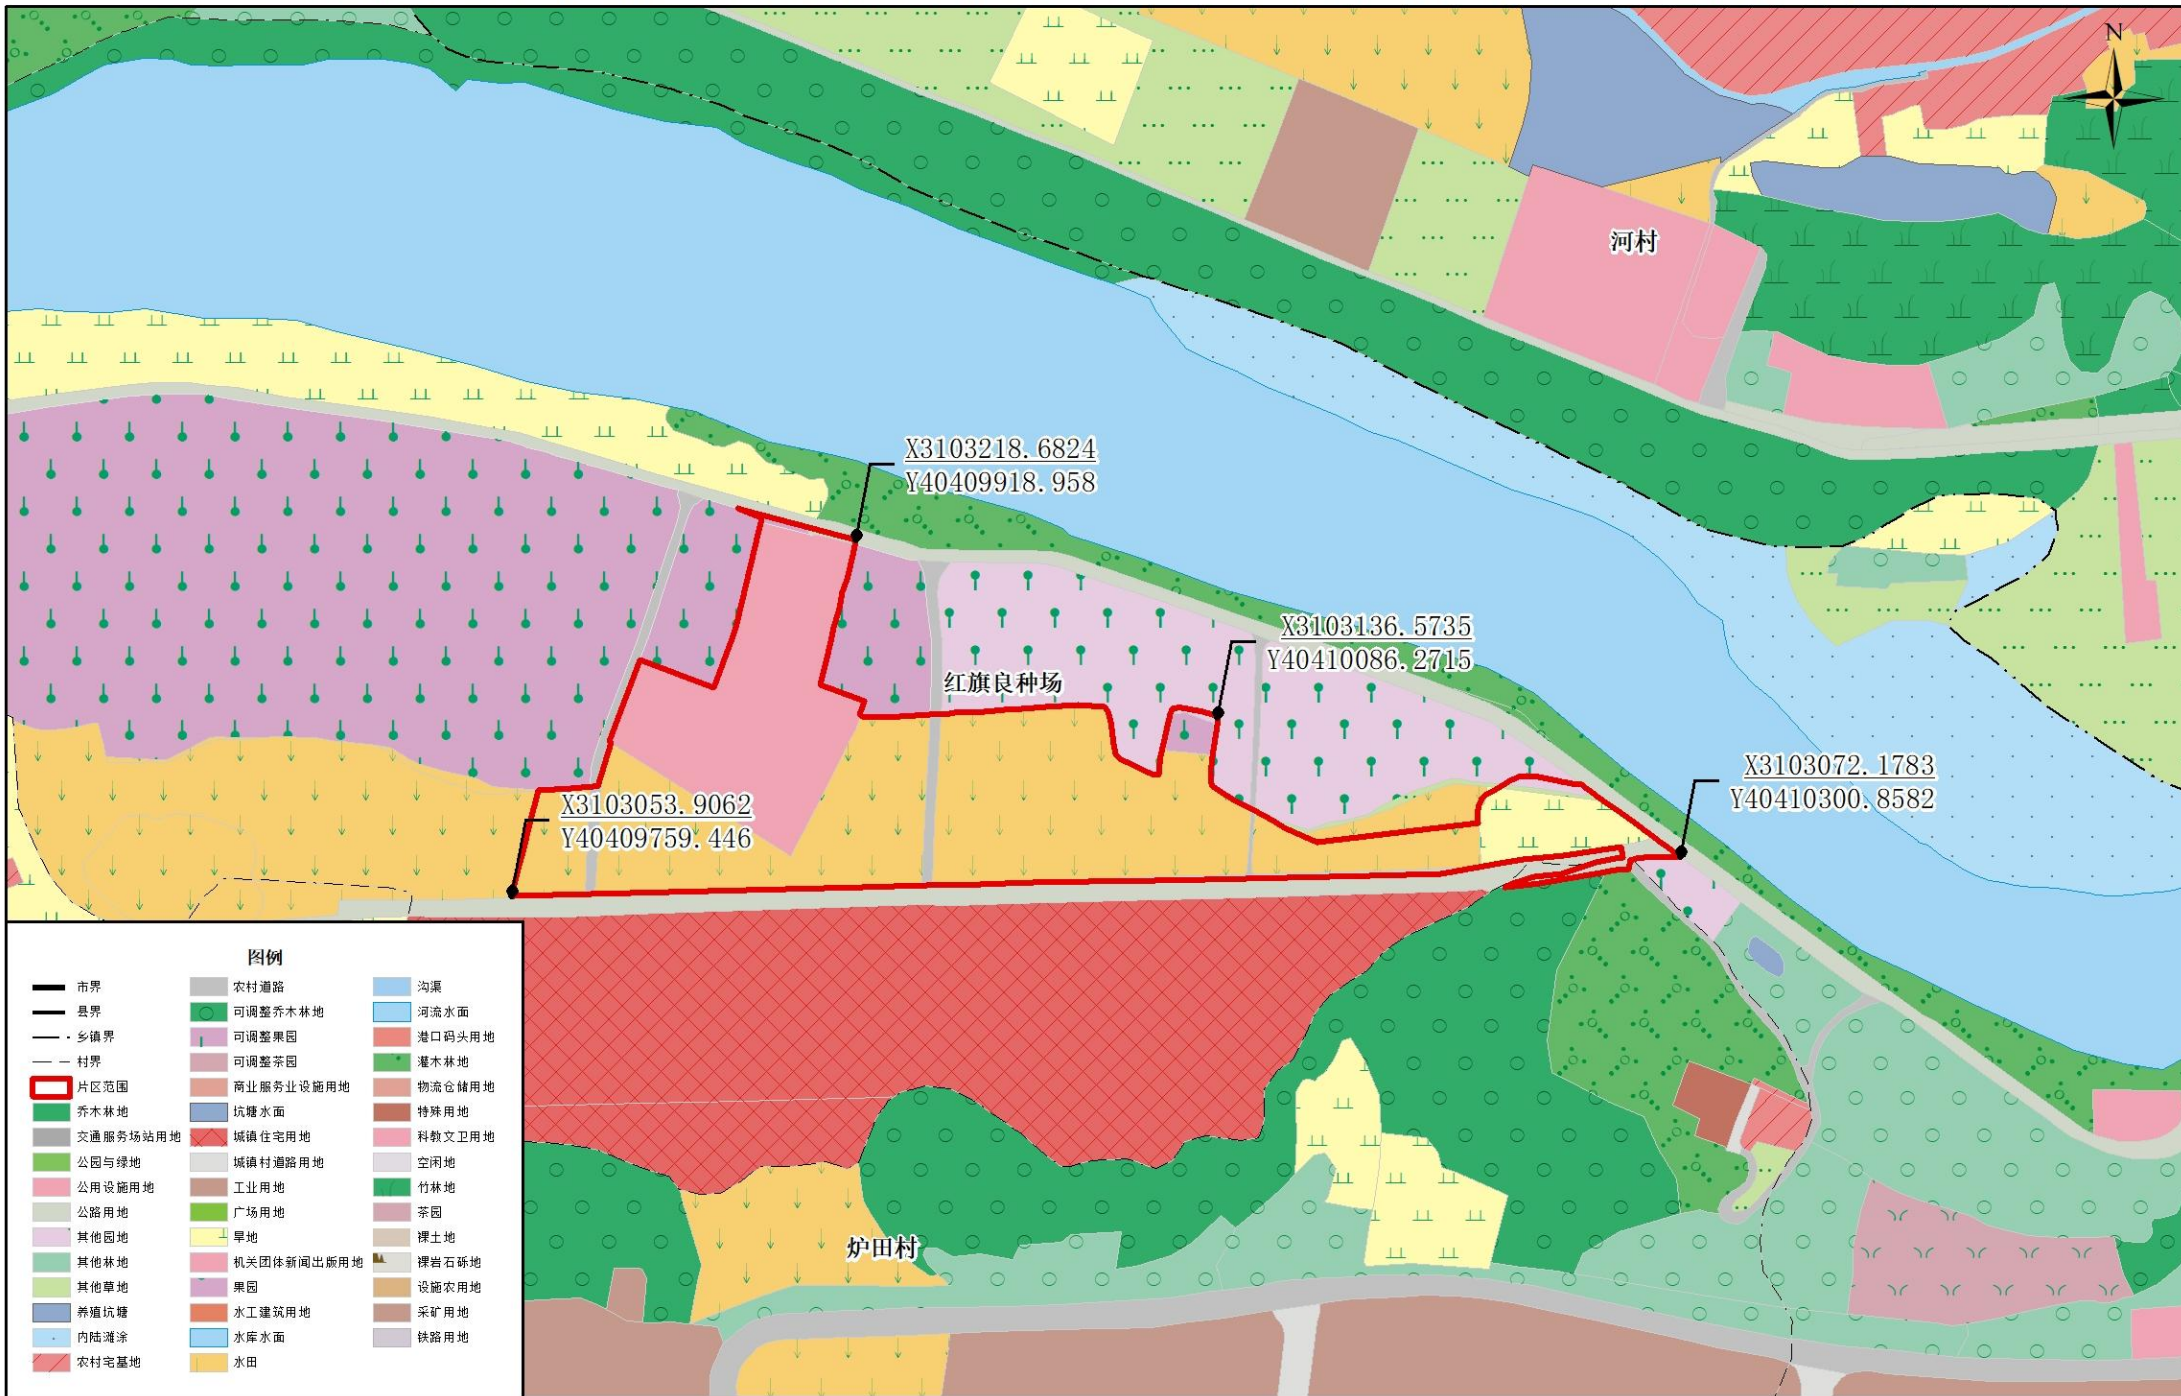 N
河村
X3103218.6824
Y40409918.958
X3103136.5735
Y40410086.2715
红旗良种场
X3103072.1783
Y40410300.8582
X3103053.9062
Y40409759.446
炉田村
图例
市界
县界
乡镇界
村界
片区范围
乔木林地
交通服务场站用地
公园与绿地
公用设施用地
公路用地
其他园地
其他林地
其他草地
养殖坑塘
内陆滩涂
农村宅基地
农村道路
可调整乔木林地
可调整果园
可调整茶园
商业服务业设施用地
坑塘水面
城镇住宅用地
城镇村道路用地
工业用地
广场用地
旱地
机关团体新闻出版用地
果园
水工建筑用地
水库水面
水田
沟渠
河流水面
港口码头用地
灌木林地
物流仓储用地
特殊用地
科教文卫用地
空闲地
竹林地
茶园
裸土地
裸岩石砾地
设施农用地
采矿用地
铁路用地